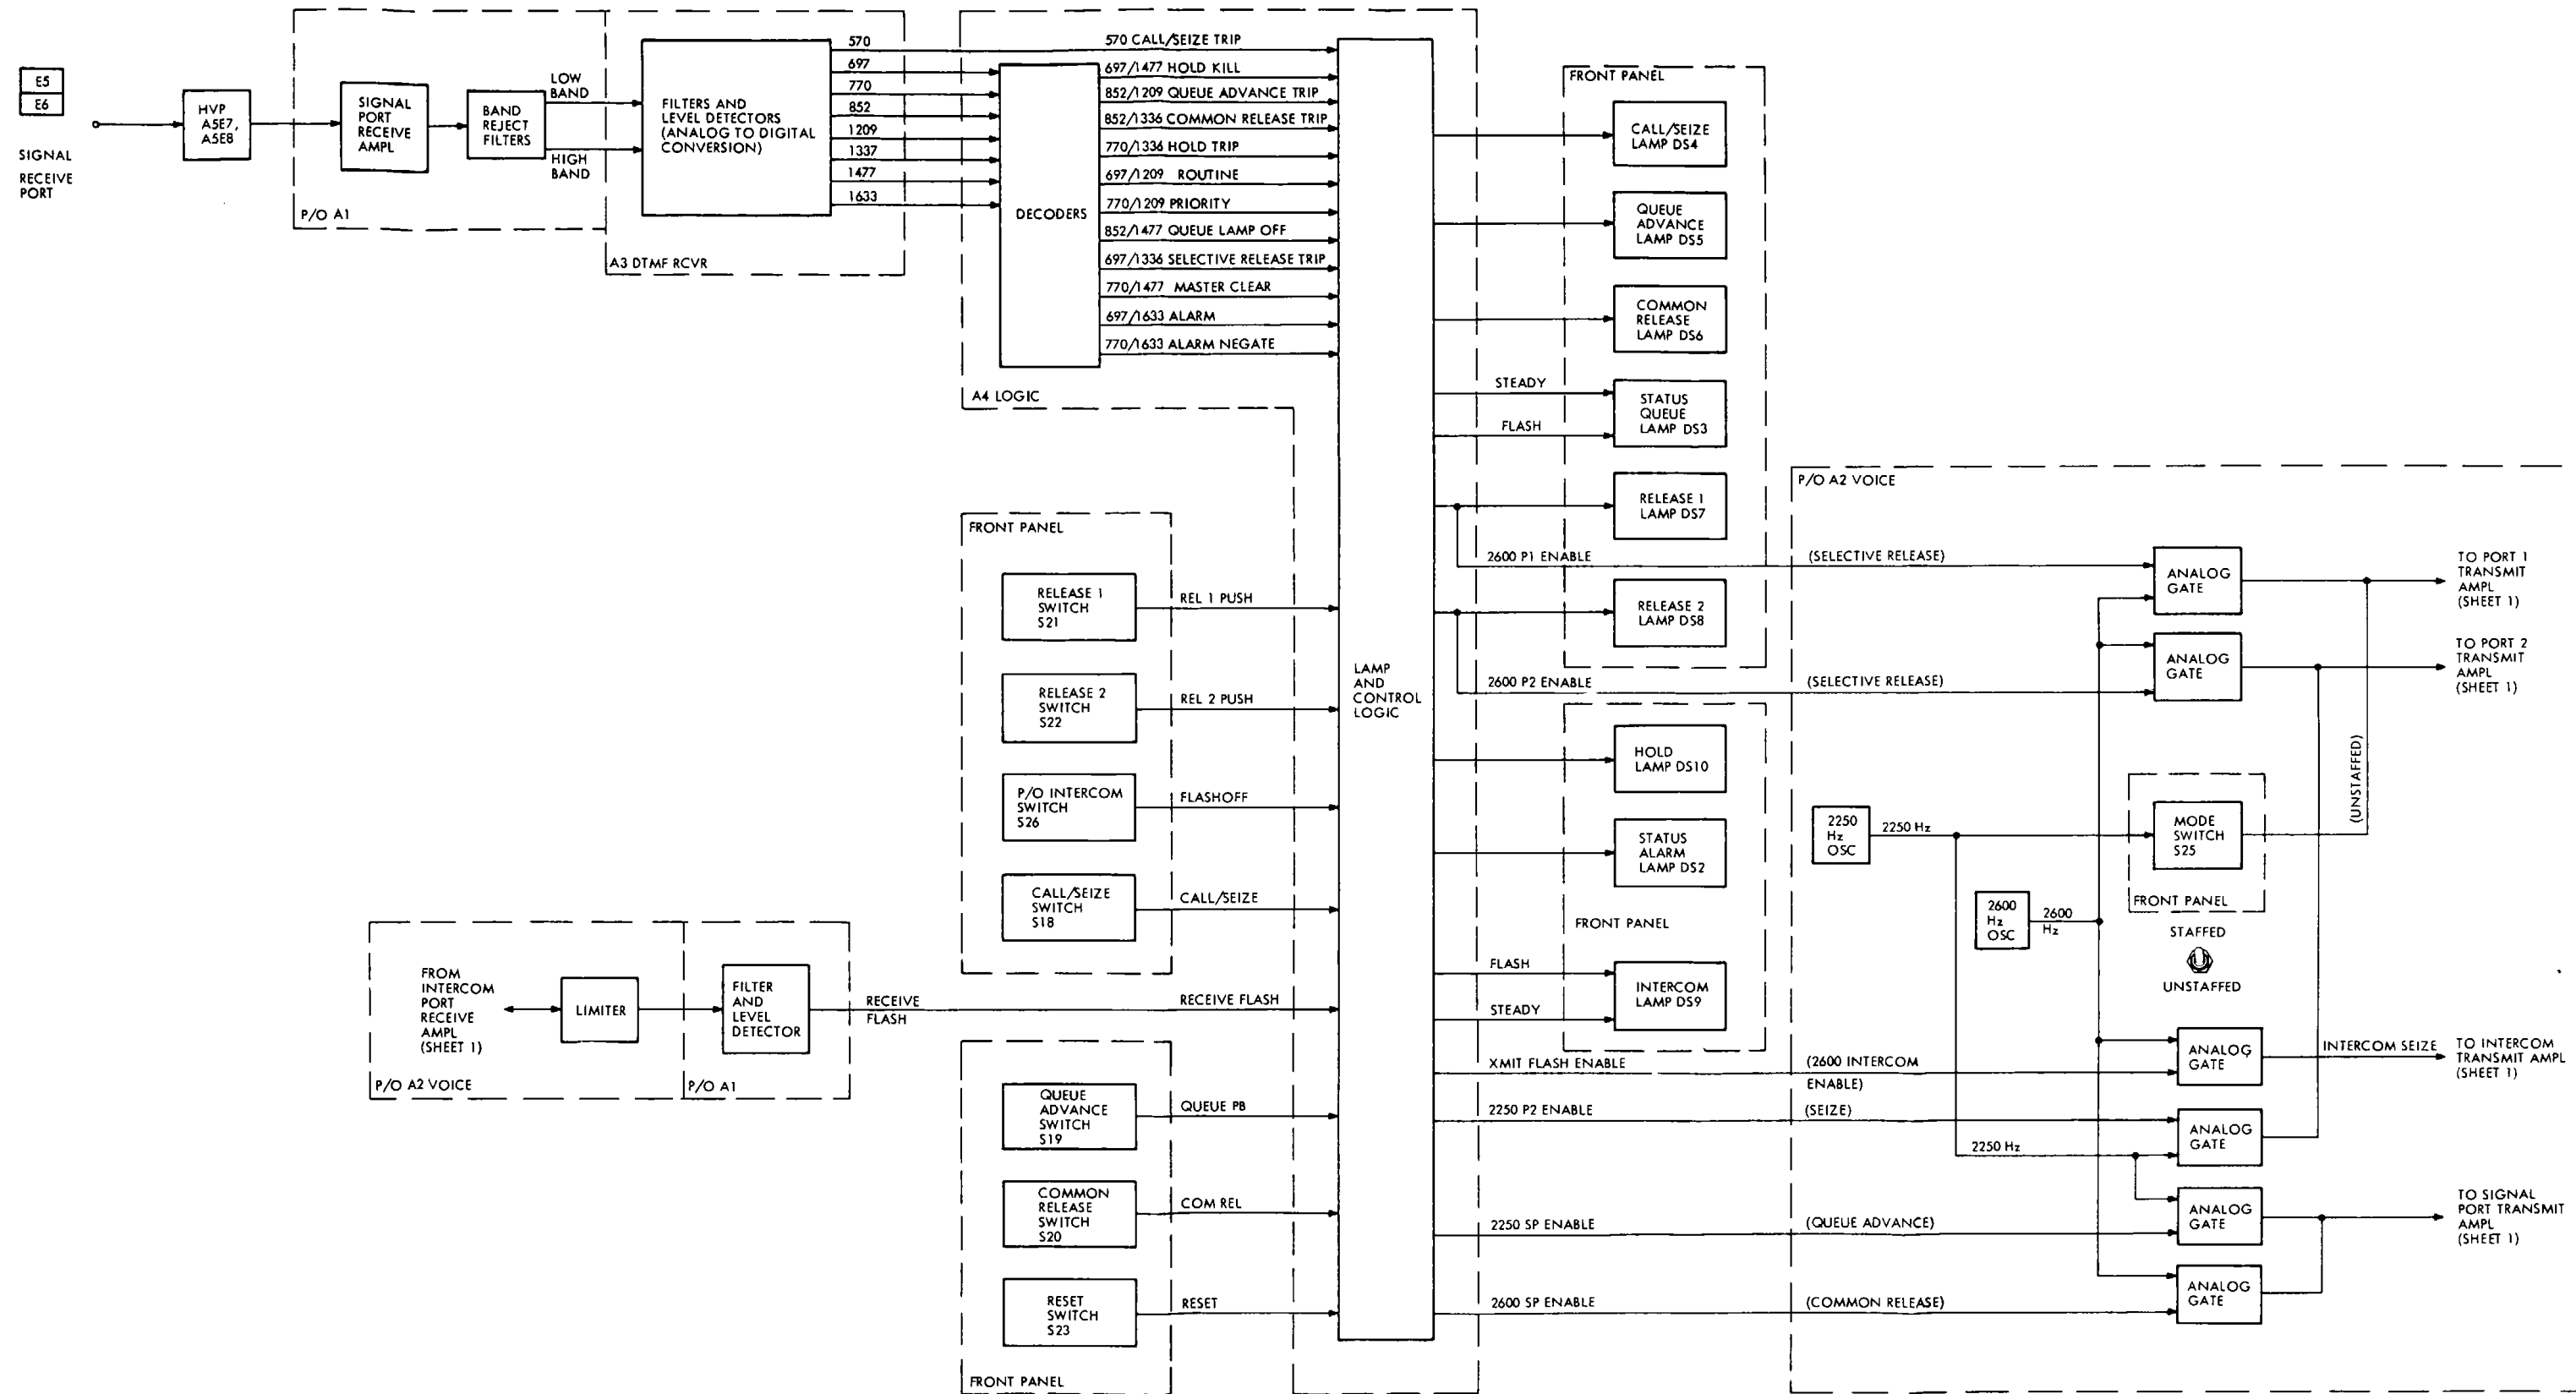 E5
E6
SIGNAL
RECEIVE
PORT
HVP
A5E7,
A5E8
SIGNAL
PORT
RECEIVE
AMPL
BAND
REJECT
FILTERS
LOW
BAND
HIGH
BAND
P/O A1
FILTERS AND
LEVEL DETECTORS
(ANALOG TO DIGITAL
CONVERSION)
A3 DTMF RCVR
570
697
770
852
1209
1337
1477
1633
DECODERS
A4 LOGIC
570 CALL/SEIZE TRIP
697/1477 HOLD KILL
852/1209 QUEUE ADVANCE TRIP
852/1336 COMMON RELEASE TRIP
770/1336 HOLD TRIP
697/1209 ROUTINE
770/1209 PRIORITY
852/1477 QUEUE LAMP OFF
697/1336 SELECTIVE RELEASE TRIP
770/1477 MASTER CLEAR
697/1633 ALARM
770/1633 ALARM NEGATE
LAMP
AND
CONTROL
LOGIC
FRONT PANEL
RELEASE 1
SWITCH
S21
REL 1 PUSH
RELEASE 2
SWITCH
S22
REL 2 PUSH
P/O INTERCOM
SWITCH
S26
FLASHOFF
CALL/SEIZE
SWITCH
S18
CALL/SEIZE
FROM
INTERCOM
PORT
RECEIVE
AMPL
(SHEET 1)
LIMITER
P/O A2 VOICE
FILTER
AND
LEVEL
DETECTOR
P/O A1
RECEIVE
FLASH
RECEIVE FLASH
QUEUE
ADVANCE
SWITCH
S19
QUEUE PB
COMMON
RELEASE
SWITCH
S20
COM REL
RESET
SWITCH
S23
RESET
FRONT PANEL
FRONT PANEL
CALL/SEIZE
LAMP DS4
QUEUE
ADVANCE
LAMP DS5
COMMON
RELEASE
LAMP DS6
STEADY
FLASH
STATUS
QUEUE
LAMP DS3
RELEASE 1
LAMP DS7
2600 P1 ENABLE
(SELECTIVE RELEASE)
RELEASE 2
LAMP DS8
2600 P2 ENABLE
(SELECTIVE RELEASE)
HOLD
LAMP DS10
STATUS
ALARM
LAMP DS2
FRONT PANEL
FLASH
STEADY
INTERCOM
LAMP DS9
XMIT FLASH ENABLE
(2600 INTERCOM
ENABLE)
2250 P2 ENABLE
(SEIZE)
2250 SP ENABLE
(QUEUE ADVANCE)
2600 SP ENABLE
(COMMON RELEASE)
P/O A2 VOICE
ANALOG
GATE
TO PORT 1
TRANSMIT
AMPL
(SHEET 1)
ANALOG
GATE
TO PORT 2
TRANSMIT
AMPL
(SHEET 1)
(UNSTAFFED)
2250
Hz
OSC
2250 Hz
MODE
SWITCH
S25
FRONT PANEL
STAFFED
UNSTAFFED
2600
Hz
OSC
2600
Hz
ANALOG
GATE
INTERCOM SEIZE
TO INTERCOM
TRANSMIT AMPL
(SHEET 1)
2250 Hz
ANALOG
GATE
ANALOG
GATE
TO SIGNAL
PORT TRANSMIT
AMPL
(SHEET 1)
ANALOG
GATE